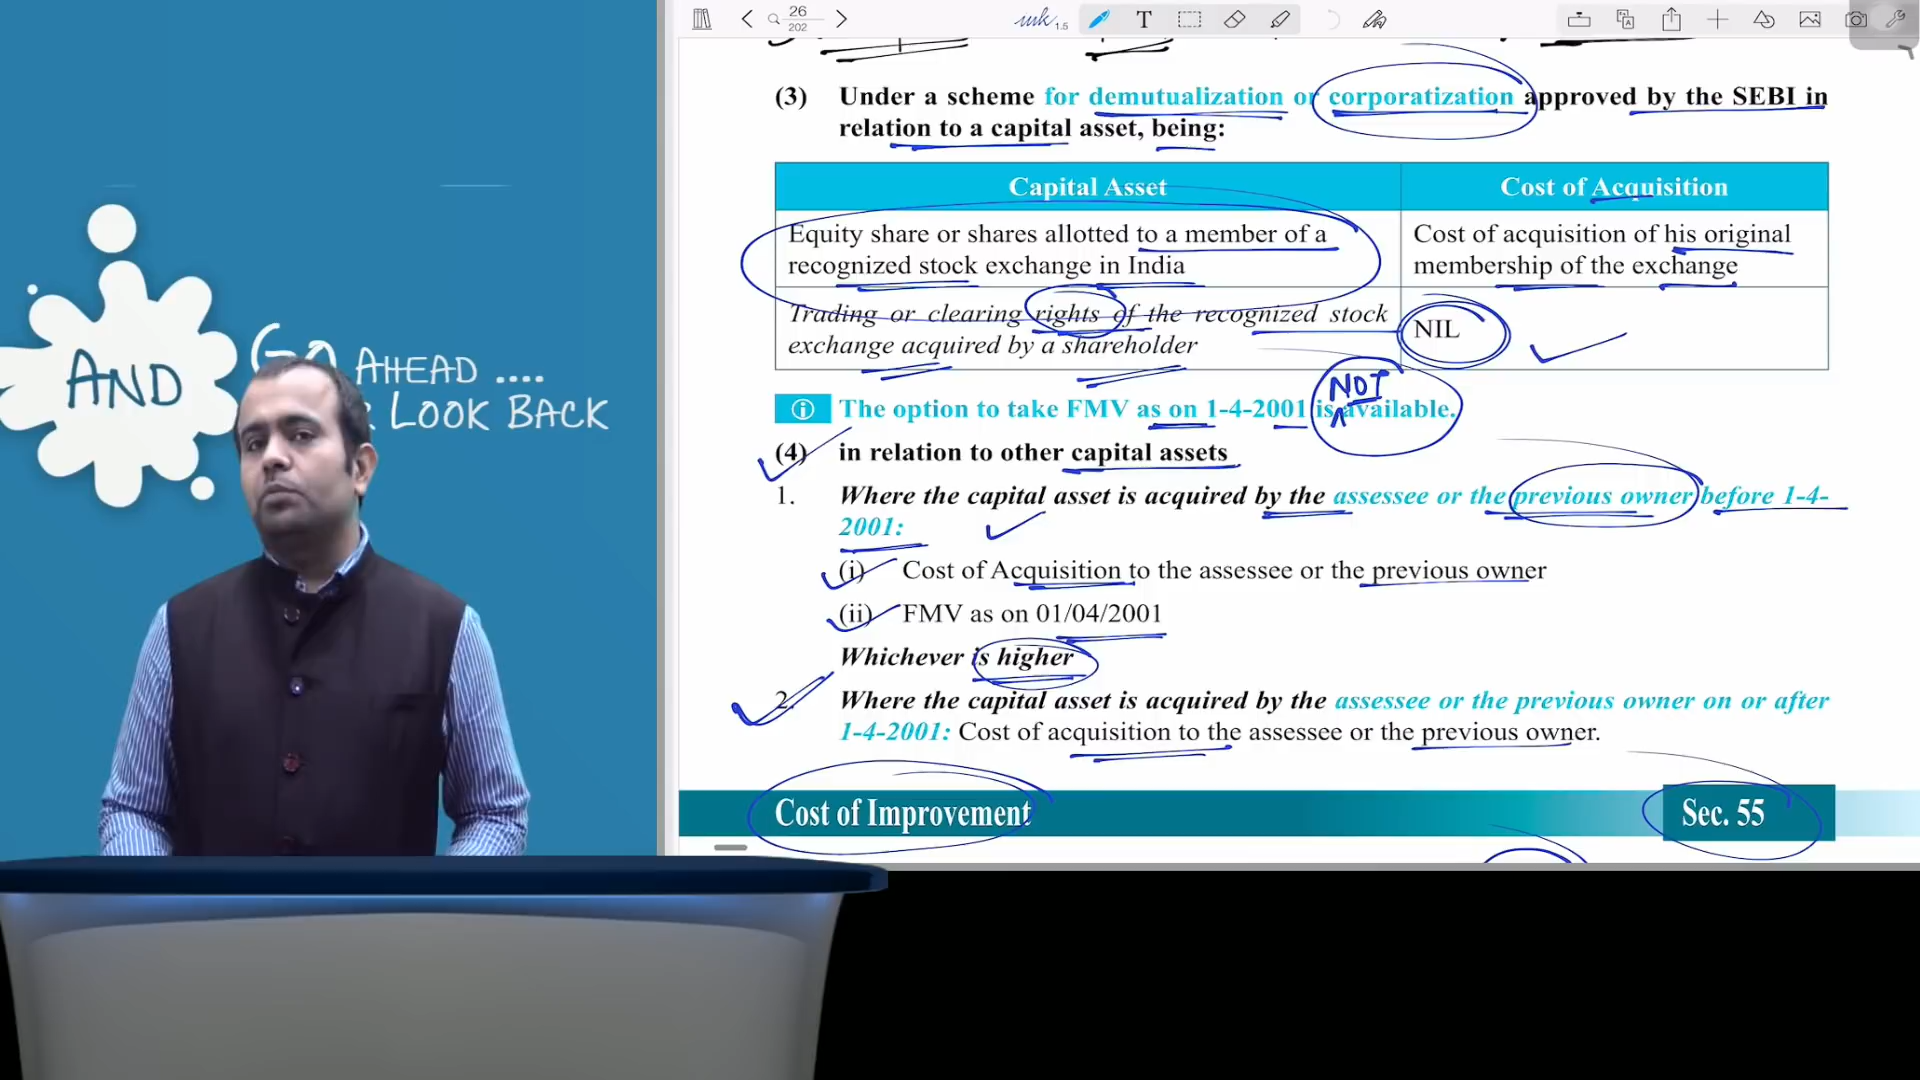 26
202
1.5
T
(3) Under a scheme for demutualization or corporatization approved by the SEBI in
relation to a capital asset, being:
Capital Asset
Cost of Acquisition
Equity share or shares allotted to a member of a
recognized stock exchange in India
Cost of acquisition of his original
membership of the exchange
Trading or clearing rights of the recognized stock
exchange acquired by a shareholder
NIL
NOT
The option to take FMV as on 1-4-2001 is available.
(4) in relation to other capital assets
1. Where the capital asset is acquired by the assessee or the previous owner before 1-4-
2001:
(i) Cost of Acquisition to the assessee or the previous owner
(ii) FMV as on 01/04/2001
Whichever is higher
2. Where the capital asset is acquired by the assessee or the previous owner on or after
1-4-2001: Cost of acquisition to the assessee or the previous owner.
Cost of Improvement
Sec. 55
AND
GO AHEAD ....
LOOK BACK